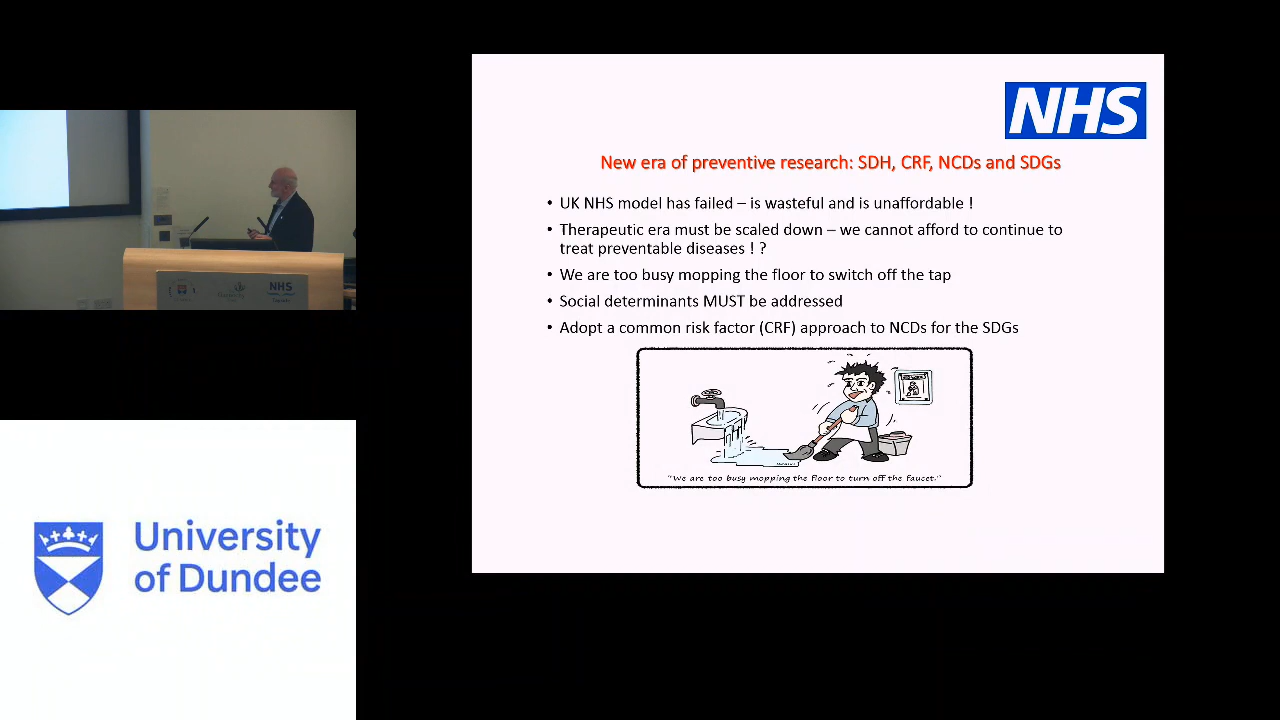 NHS
New era of preventive research: SDH, CRF, NCDs and SDGs
• UK NHS model has failed – is wasteful and is unaffordable !
• Therapeutic era must be scaled down – we cannot afford to continue to
treat preventable diseases ! ?
• We are too busy mopping the floor to switch off the tap
• Social determinants MUST be addressed
• Adopt a common risk factor (CRF) approach to NCDs for the SDGs
"We are too busy mopping the floor to turn off the faucet."
NHS
University
of Dundee